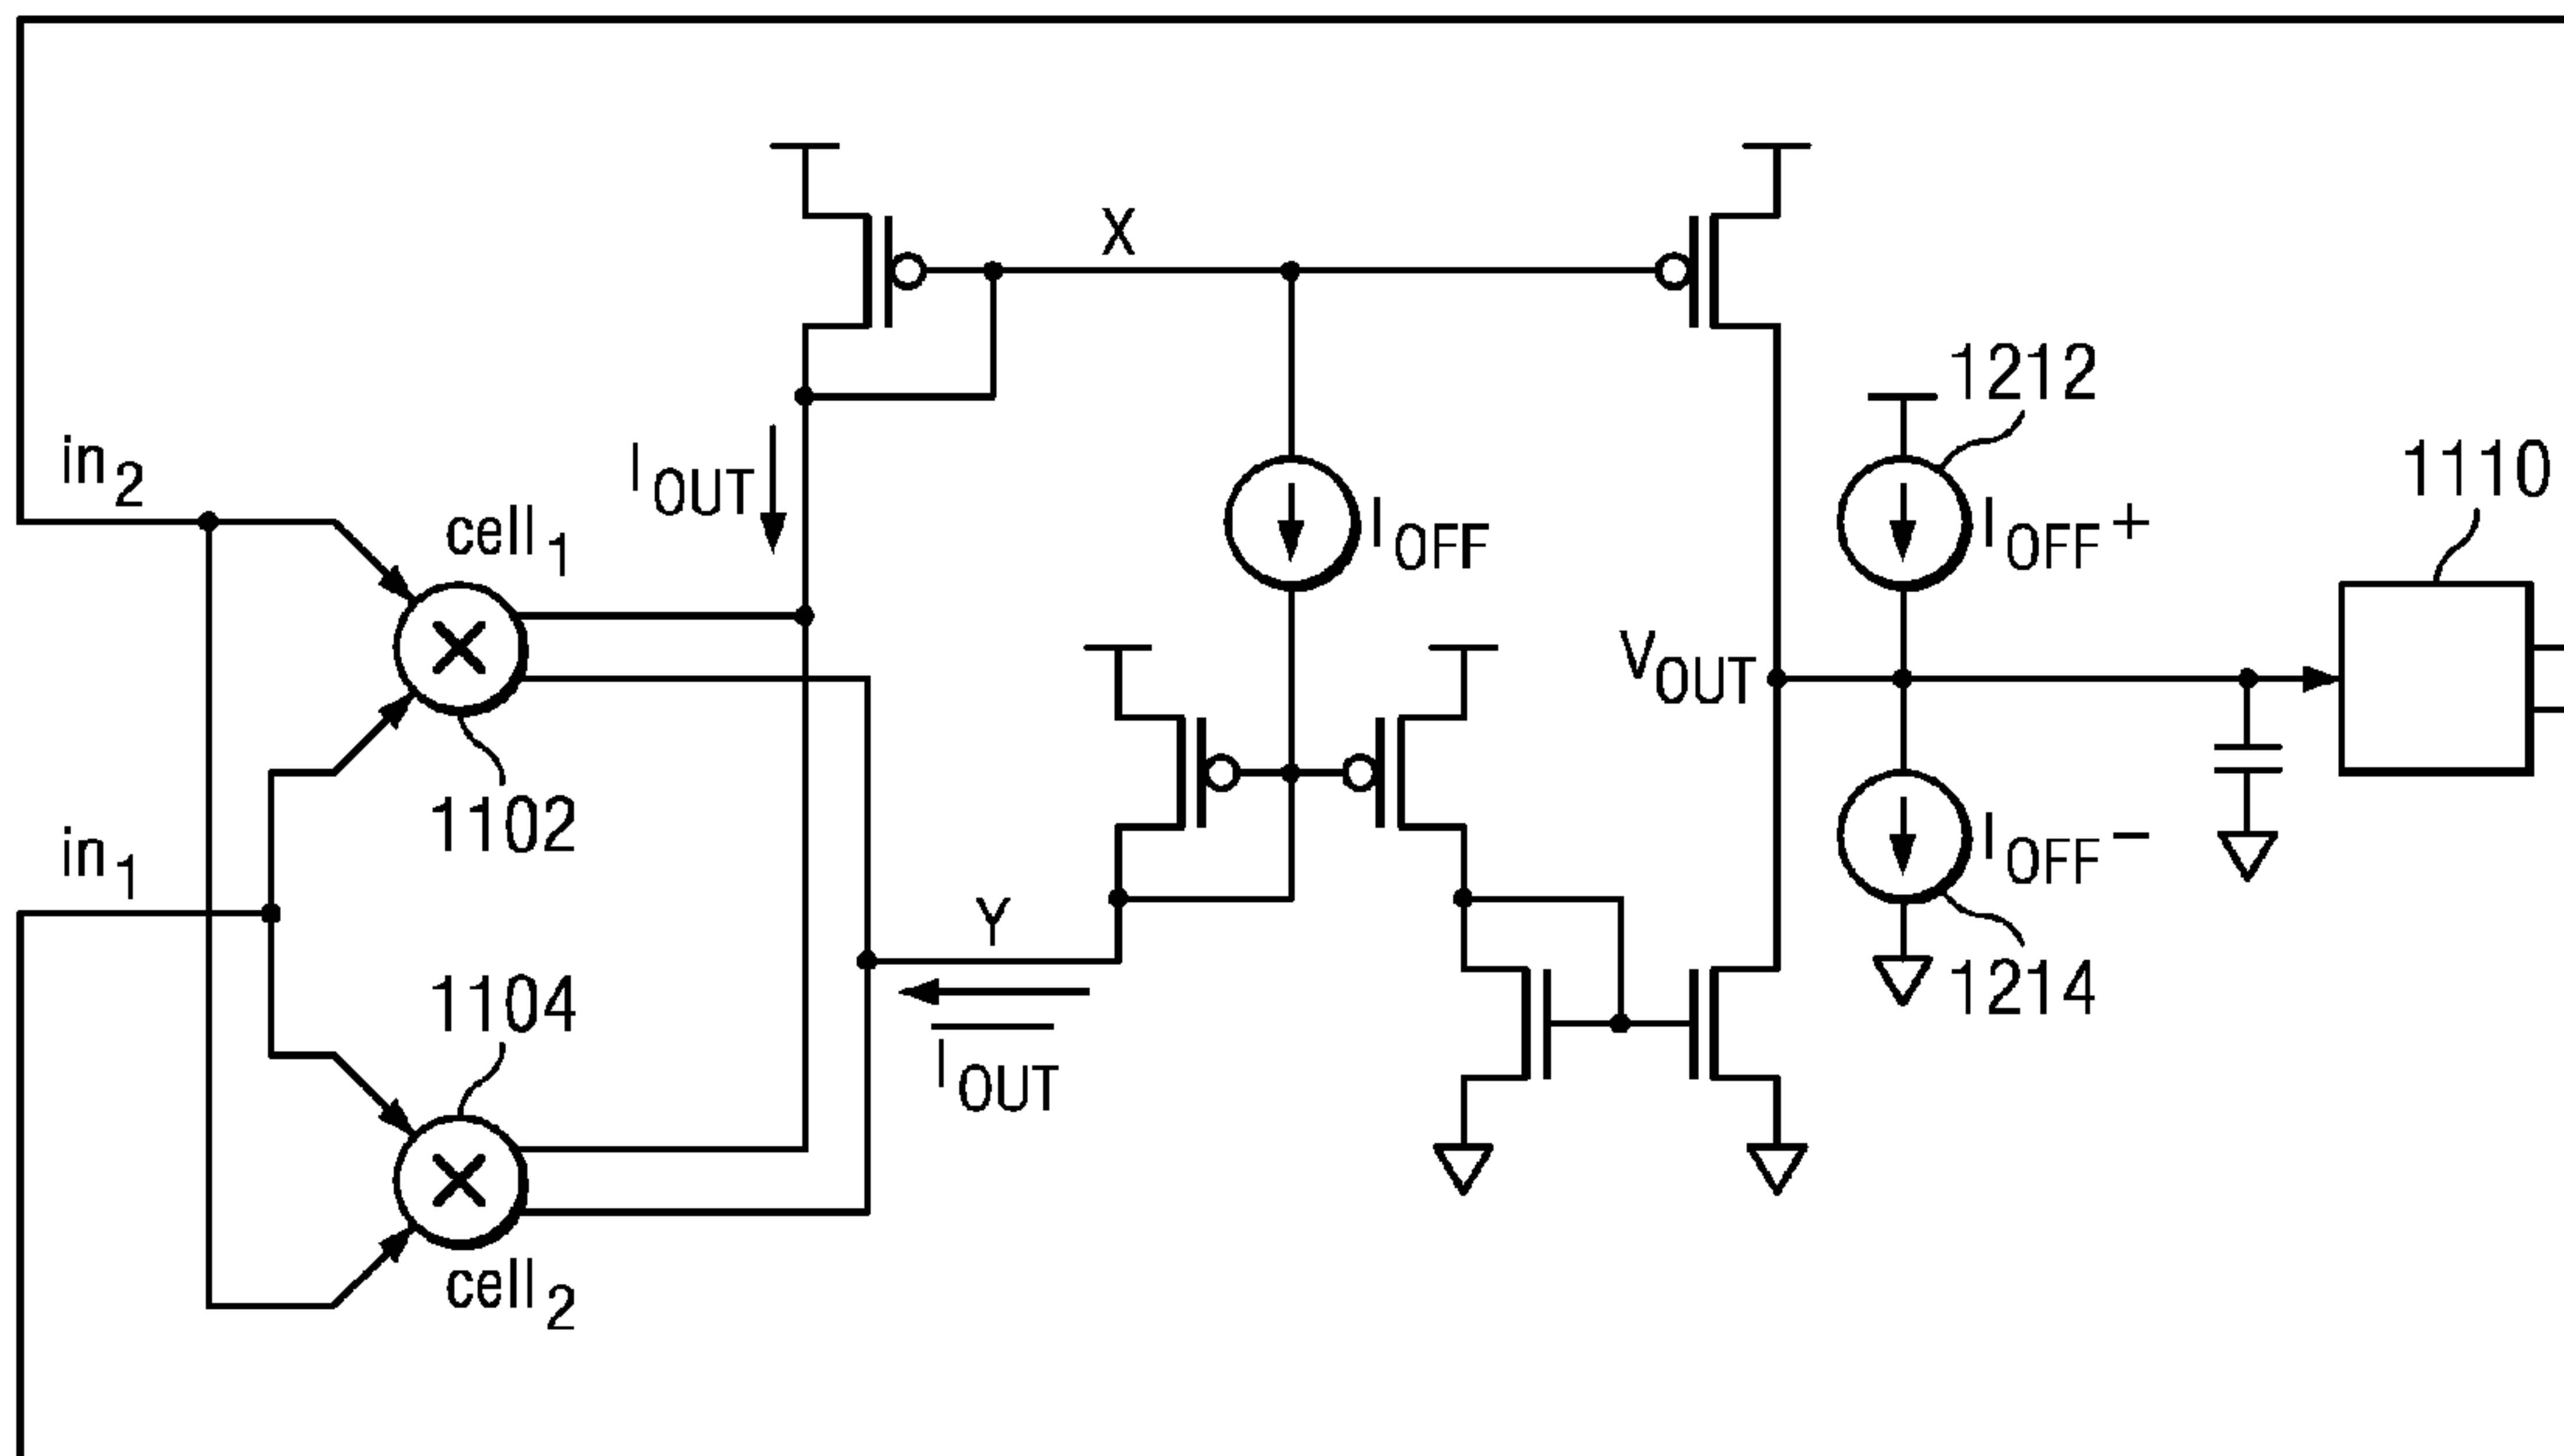 X
1212
in2
cell1
IOUT
IOFF
IOFF+
1110
VOUT
1102
in1
IOFF−
Y
1104
1214
IOUT
cell2